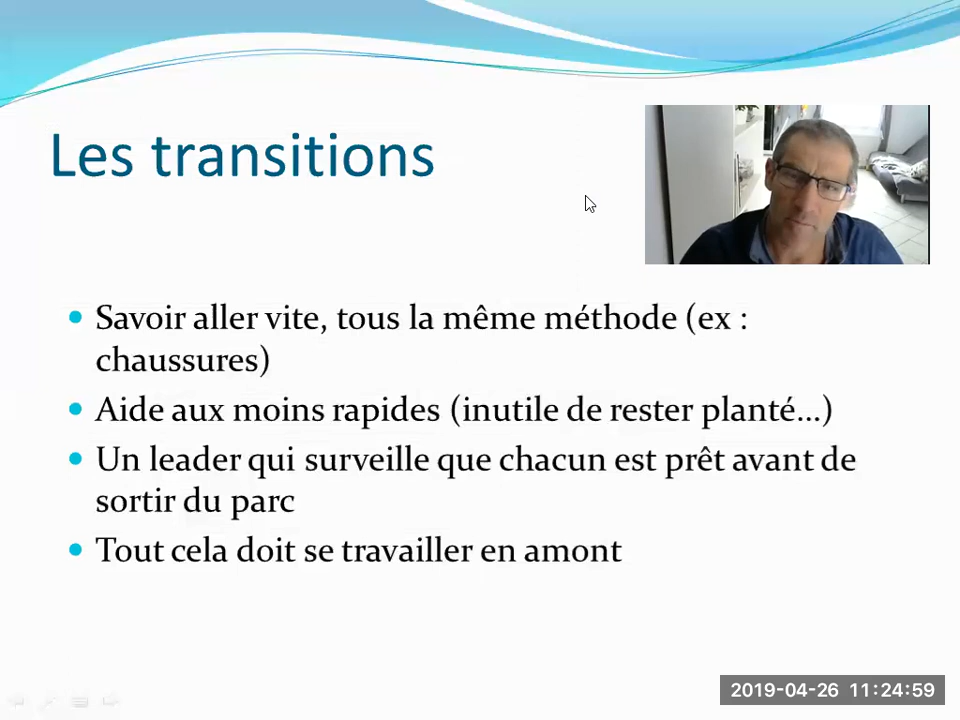 Les transitions
• Savoir aller vite, tous la même méthode (ex :
chaussures)
• Aide aux moins rapides (inutile de rester planté...)
• Un leader qui surveille que chacun est prêt avant de
sortir du parc
• Tout cela doit se travailler en amont
2019-04-26 11:24:59